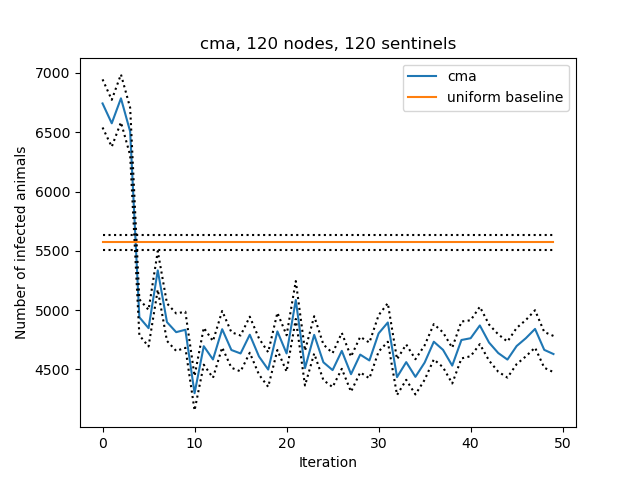 cma, 120 nodes, 120 sentinels
cma
uniform baseline
Number of infected animals
7000
6500
6000
5500
5000
4500
0 10 20 30 40 50
Iteration